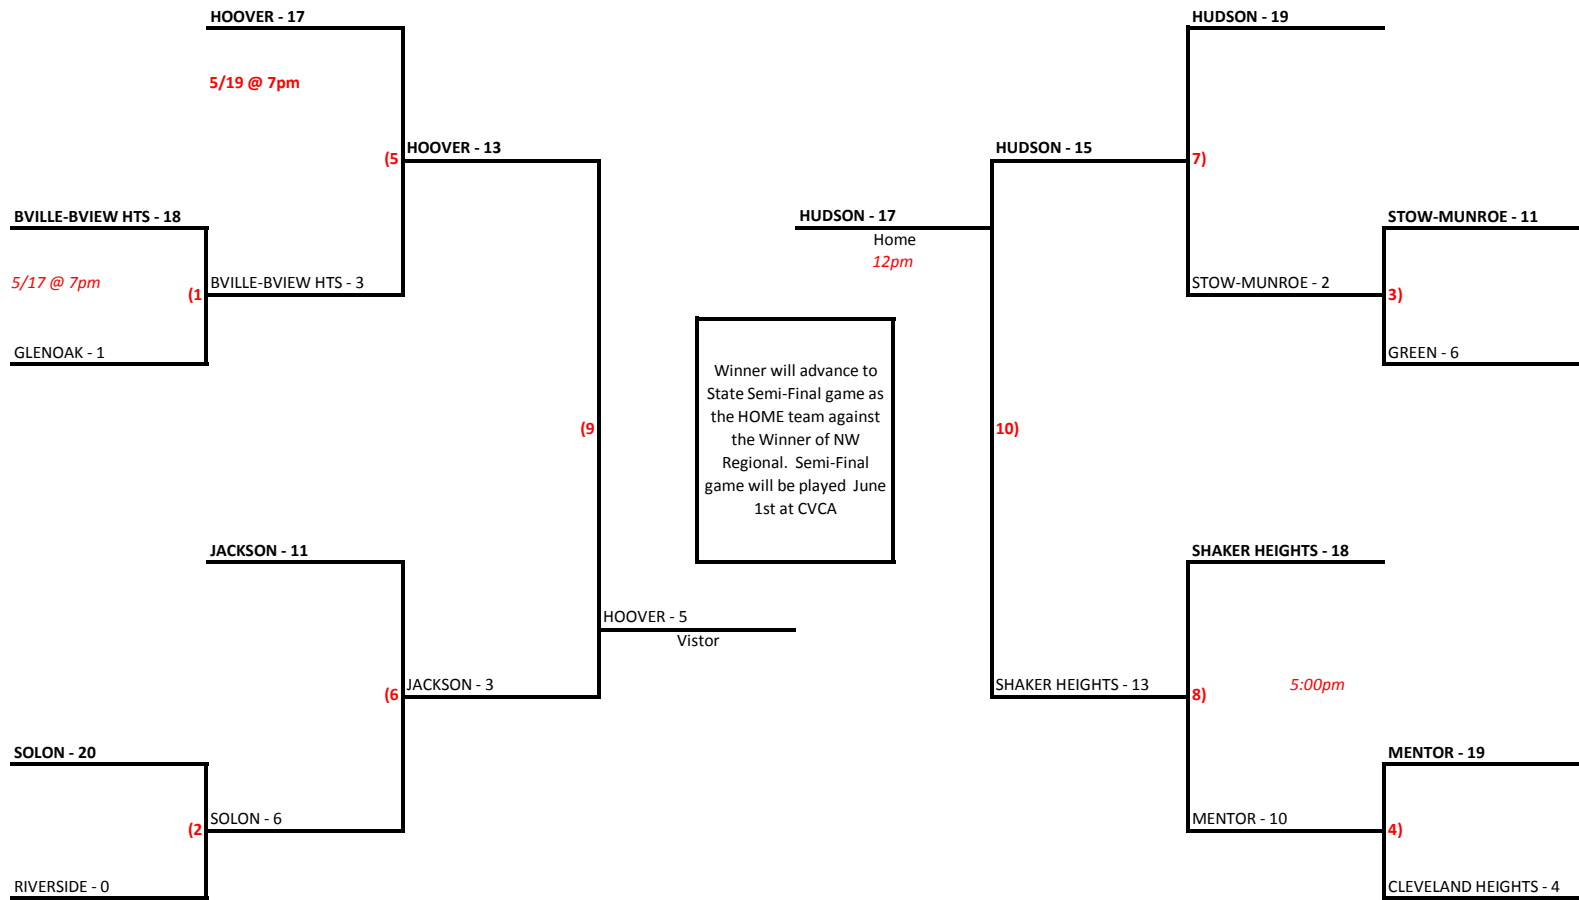 HOOVER - 17
HUDSON - 19
5/19 @ 7pm
(5
HOOVER - 13
HUDSON - 15
7)
BVILLE-BVIEW HTS - 18
HUDSON - 17
STOW-MUNROE - 11
Home
12pm
5/17 @ 7pm
(1
BVILLE-BVIEW HTS - 3
STOW-MUNROE - 2
3)
GLENOAK - 1
GREEN - 6
Winner will advance to
State Semi-Final game as
the HOME team against
the Winner of NW
Regional. Semi-Final
game will be played June
1st at CVCA
(9
10)
JACKSON - 11
SHAKER HEIGHTS - 18
HOOVER - 5
Vistor
(6
JACKSON - 3
SHAKER HEIGHTS - 13
8)
5:00pm
SOLON - 20
MENTOR - 19
(2
SOLON - 6
MENTOR - 10
4)
RIVERSIDE - 0
CLEVELAND HEIGHTS - 4